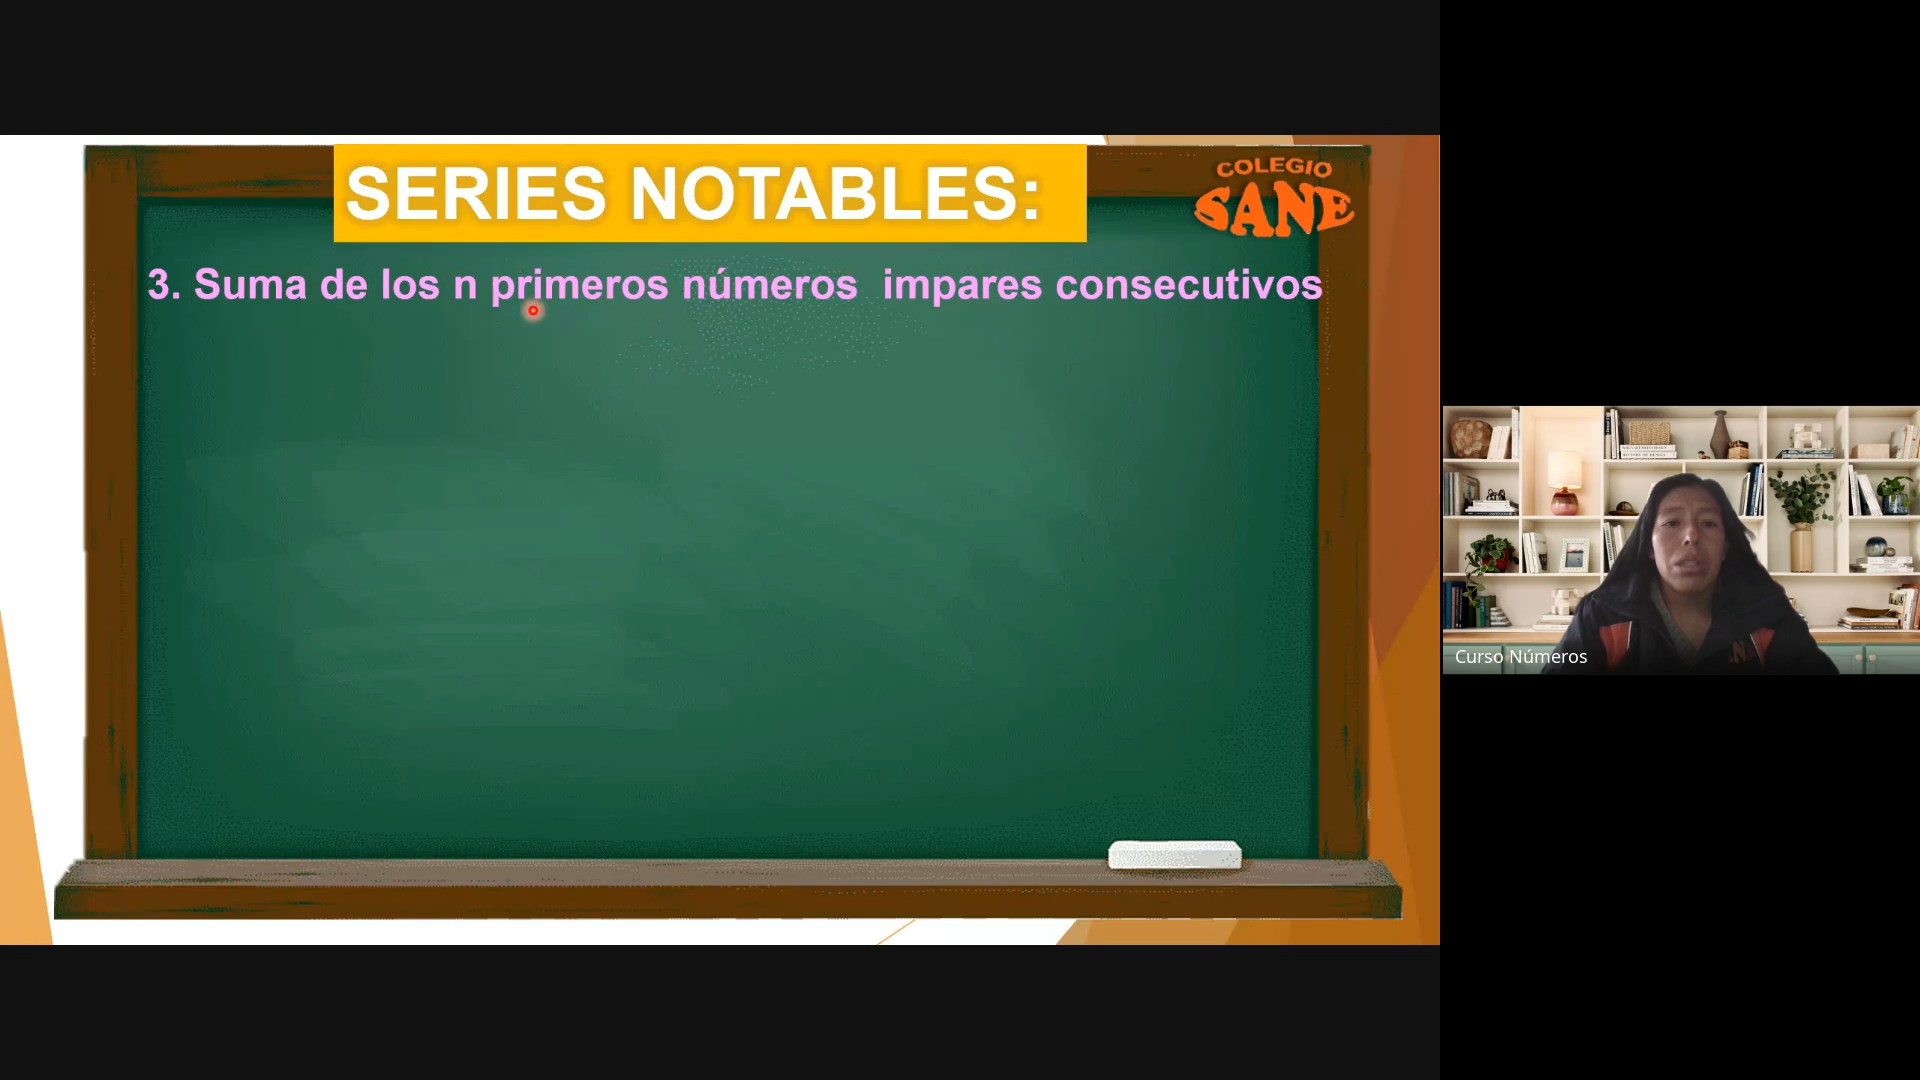 SERIES NOTABLES:
COLEGIO
SANE
3. Suma de los n primeros números impares consecutivos
Curso Números